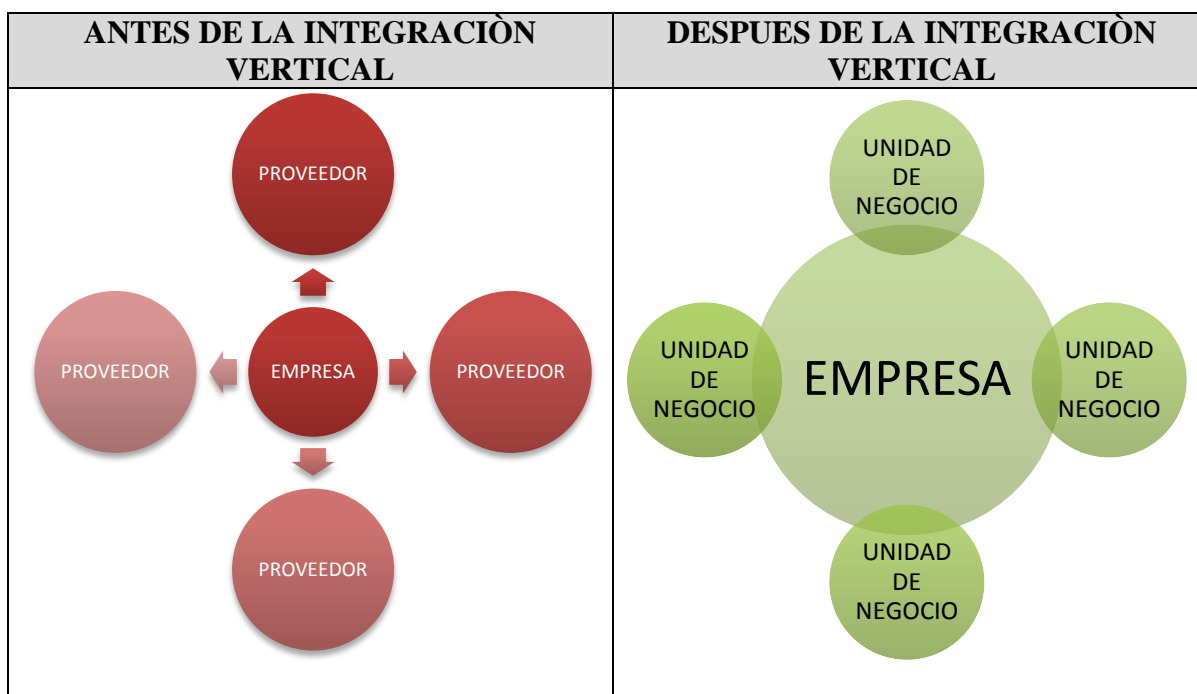 ANTES DE LA INTEGRACIÒN
VERTICAL
DESPUES DE LA INTEGRACIÒN
VERTICAL
PROVEEDOR
PROVEEDOR
EMPRESA
PROVEEDOR
PROVEEDOR
UNIDAD
DE
NEGOCIO
UNIDAD
DE
NEGOCIO
EMPRESA
UNIDAD
DE
NEGOCIO
UNIDAD
DE
NEGOCIO